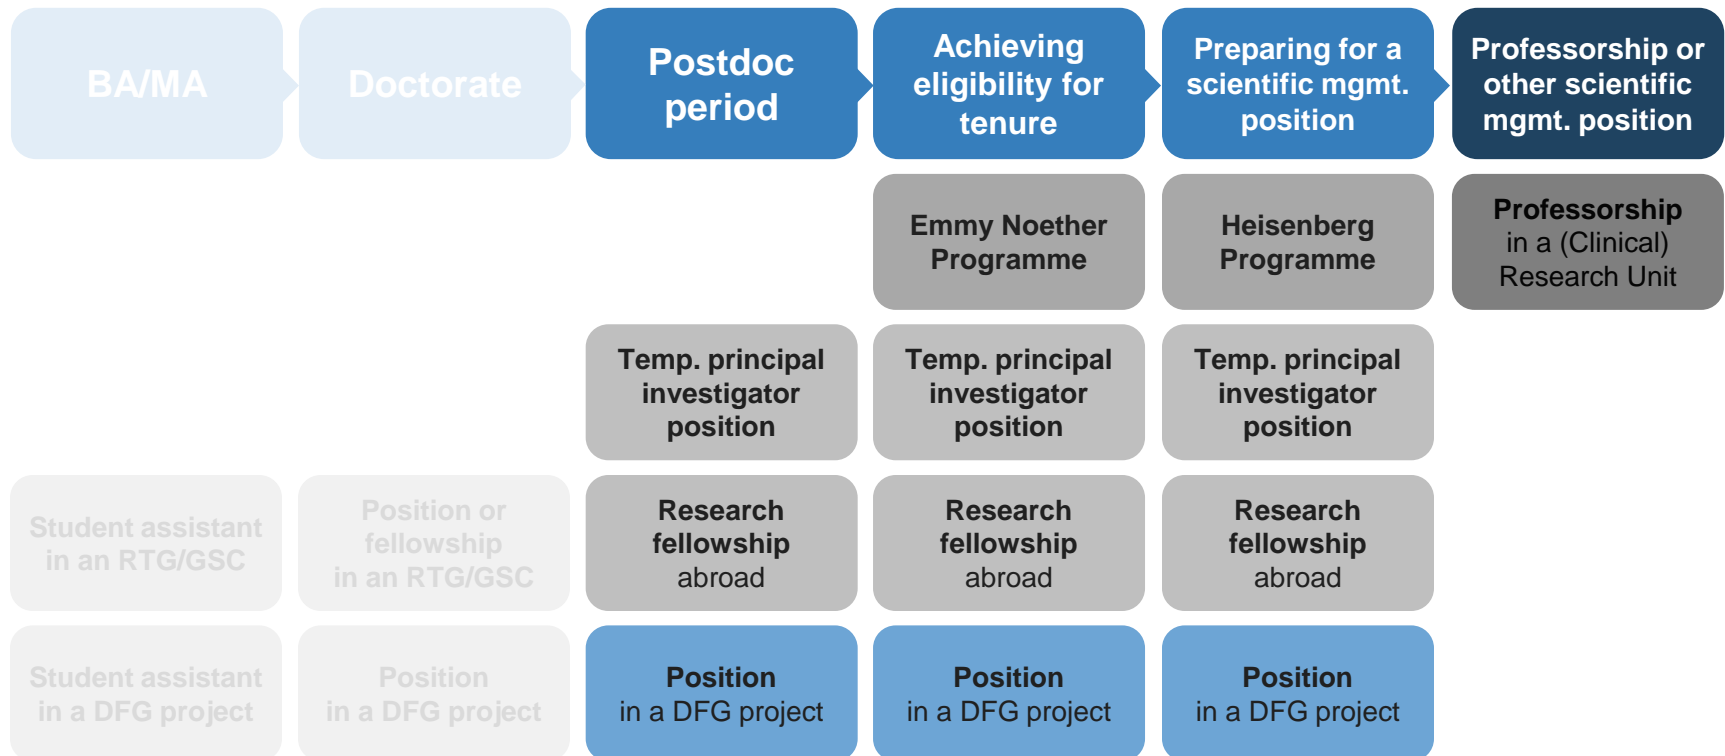 BA/MA
Doctorate
Postdoc
period
Achieving
eligibility for
tenure
Preparing for a
scientific mgmt.
position
Professorship or
other scientific
mgmt. position
Emmy Noether
Programme
Heisenberg
Programme
Professorship
in a (Clinical)
Research Unit
Temp. principal
investigator
position
Temp. principal
investigator
position
Temp. principal
investigator
position
Student assistant
in an RTG/GSC
Position or
fellowship
in an RTG/GSC
Research
fellowship
abroad
Research
fellowship
abroad
Research
fellowship
abroad
Student assistant
in a DFG project
Position
in a DFG project
Position
in a DFG project
Position
in a DFG project
Position
in a DFG project